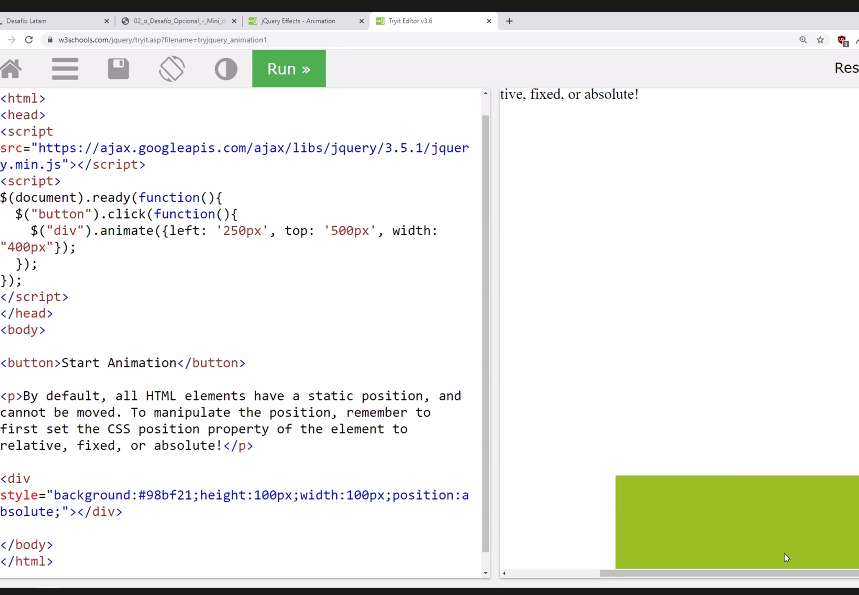 Desafío Latam
02_o_Desafío_Opcional_-_Mini_d
jQuery Effects - Animation
Tryit Editor v3.6
w3schools.com/jquery/tryit.asp?filename=tryjquery_animation1
Run »
Res
<html>
<head>
<script
src="https://ajax.googleapis.com/ajax/libs/jquery/3.5.1/jquer
y.min.js"></script>
<script>
$(document).ready(function(){
$("button").click(function(){
$("div").animate({left: '250px', top: '500px', width:
"400px"});
});
});
</script>
</head>
<body>
<button>Start Animation</button>
<p>By default, all HTML elements have a static position, and
cannot be moved. To manipulate the position, remember to
first set the CSS position property of the element to
relative, fixed, or absolute!</p>
<div
style="background:#98bf21;height:100px;width:100px;position:a
bsolute;"></div>
</body>
</html>
tive, fixed, or absolute!